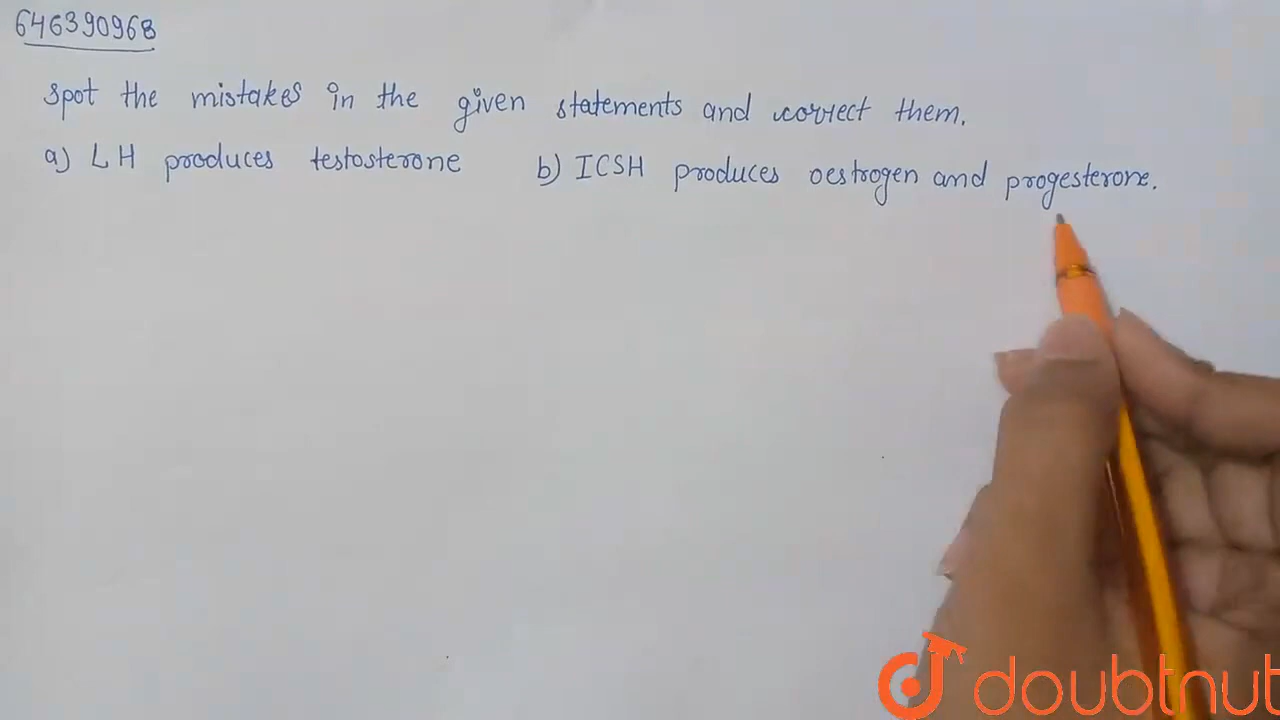 646390968
Spot the mistakes in the given statements and correct them.
a) LH produces testosterone b) ICSH produces oestrogen and progesterone.
doubtnut